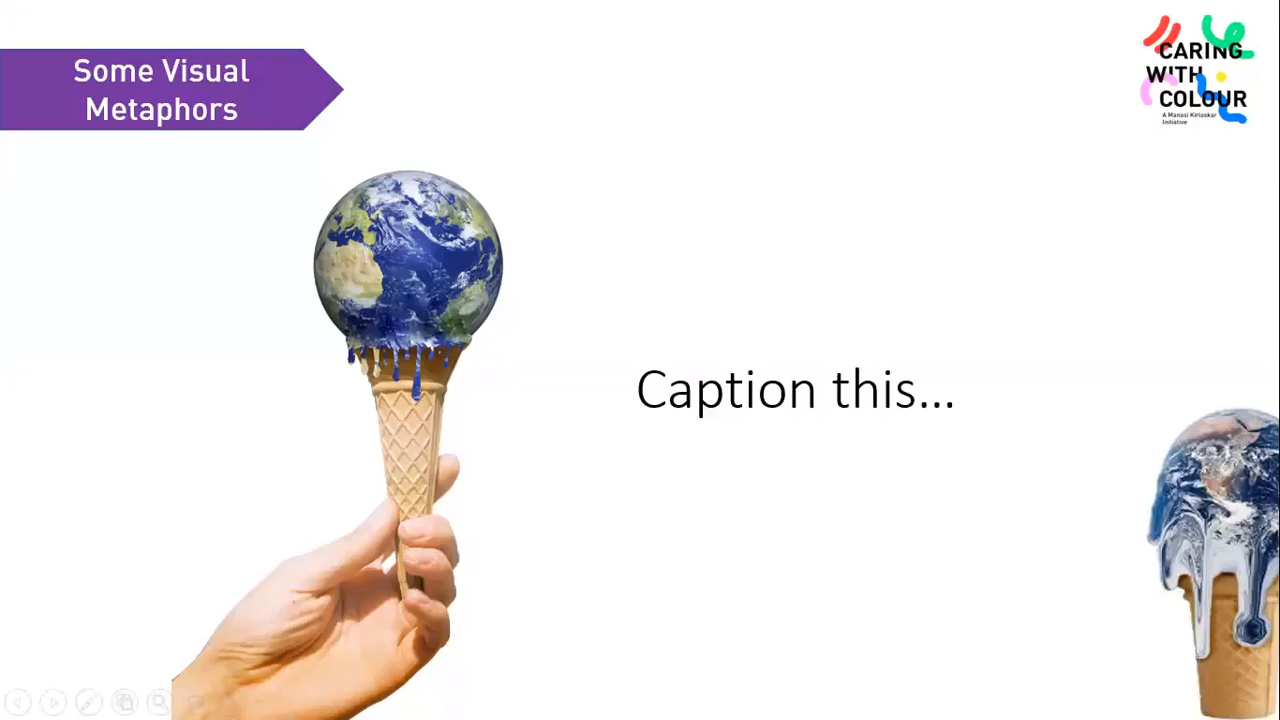 Some Visual
Metaphors
CARING
WITH
COLOUR
A Manasi Kirloskar
Initiative
Caption this...